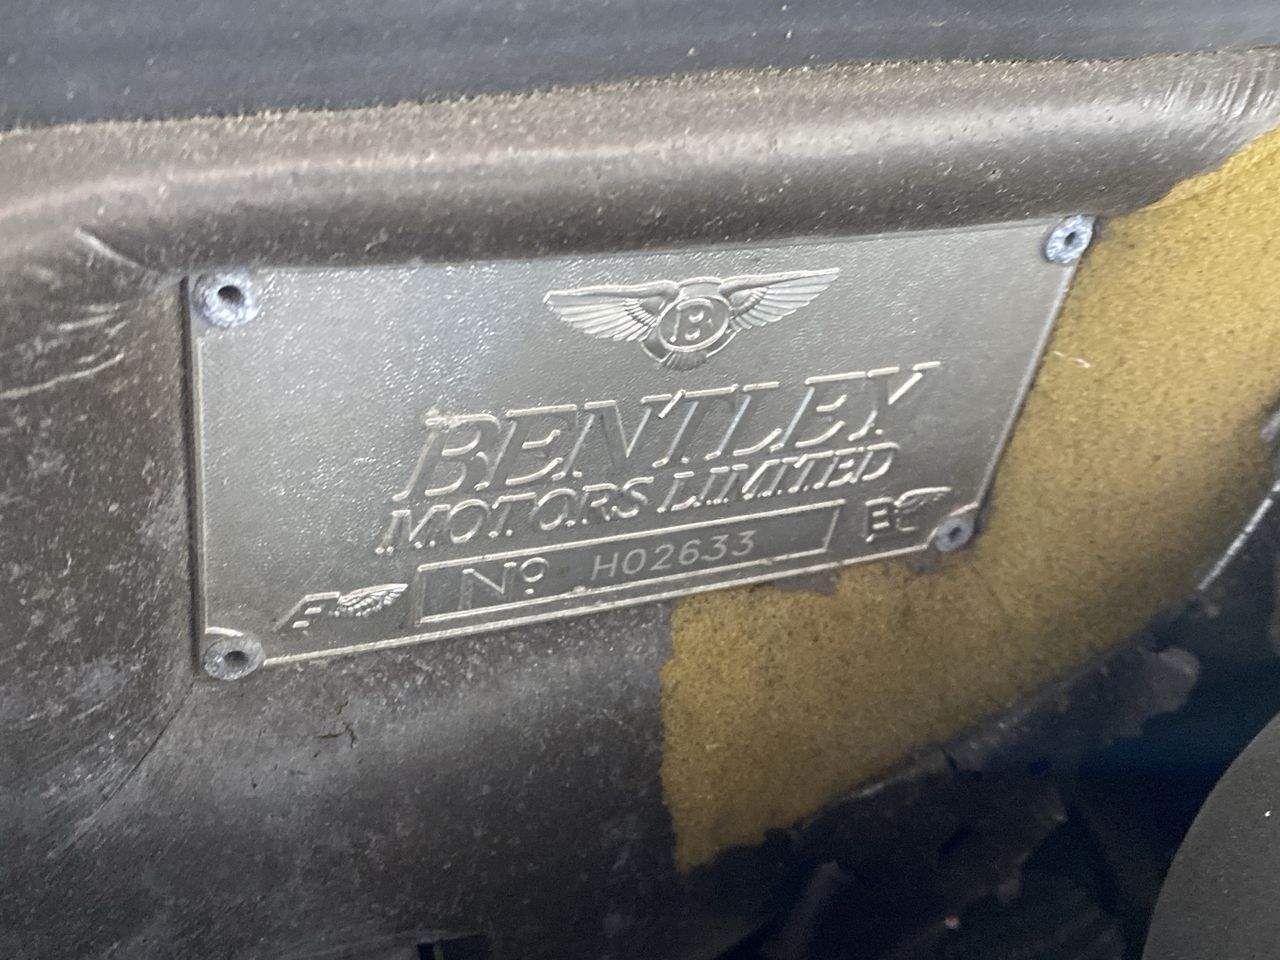 B
BENTLEY
MOTORS LIMITED
Nº H02633